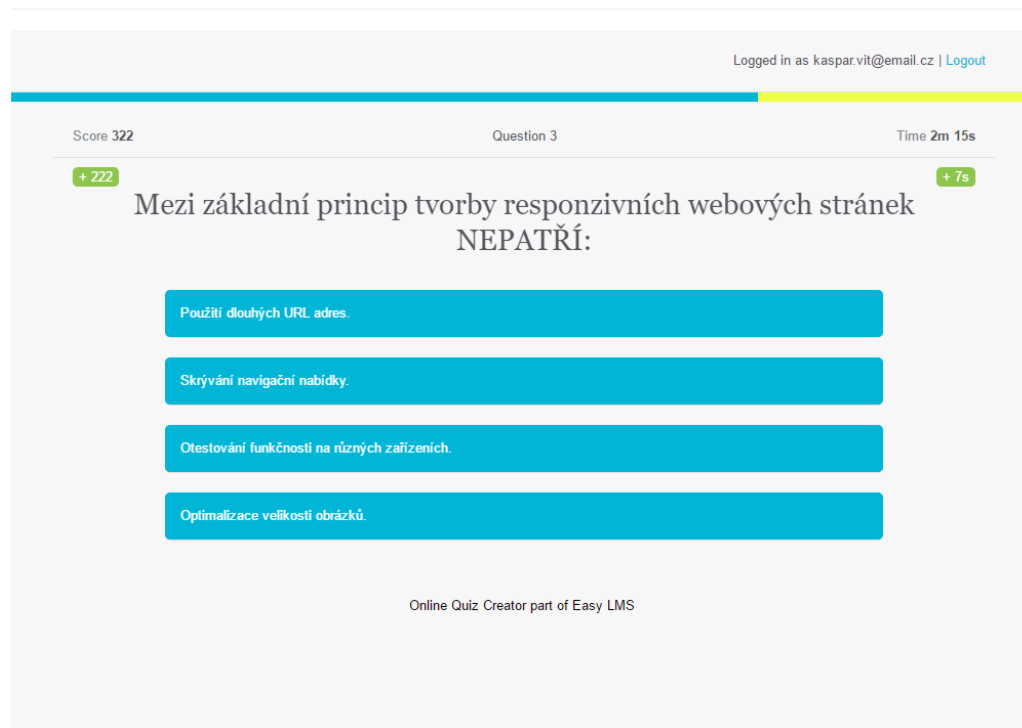 Logged in as kaspar.vit@email.cz | Logout
Score 322 Question 3 Time 2m 15s
+ 222 + 7s
Mezi základní princip tvorby responzivních webových stránek
NEPATŘÍ:
Použití dlouhých URL adres.
Skrývání navigační nabídky.
Otestování funkčnosti na různých zařízeních.
Optimalizace velikosti obrázků.
Online Quiz Creator part of Easy LMS